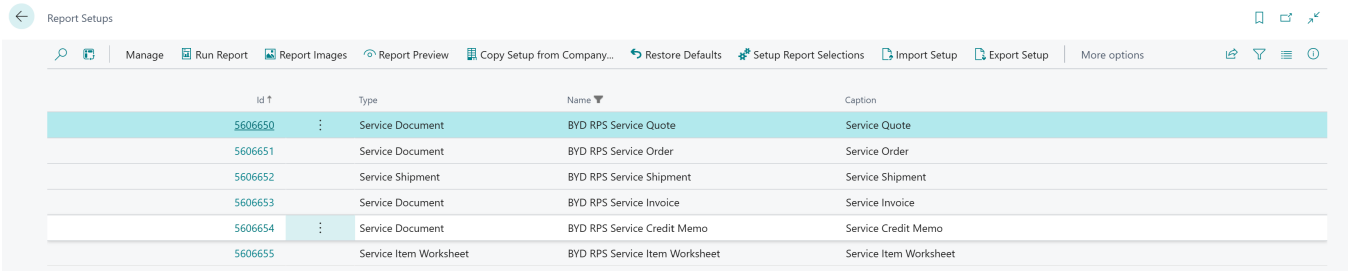 Report Setups
Manage Run Report Report Images Report Preview Copy Setup from Company... Restore Defaults Setup Report Selections Import Setup Export Setup More options
Id ↑ Type Name Caption
5606650 Service Document BYD RPS Service Quote Service Quote
5606651 Service Document BYD RPS Service Order Service Order
5606652 Service Shipment BYD RPS Service Shipment Service Shipment
5606653 Service Document BYD RPS Service Invoice Service Invoice
5606654 Service Document BYD RPS Service Credit Memo Service Credit Memo
5606655 Service Item Worksheet BYD RPS Service Item Worksheet Service Item Worksheet